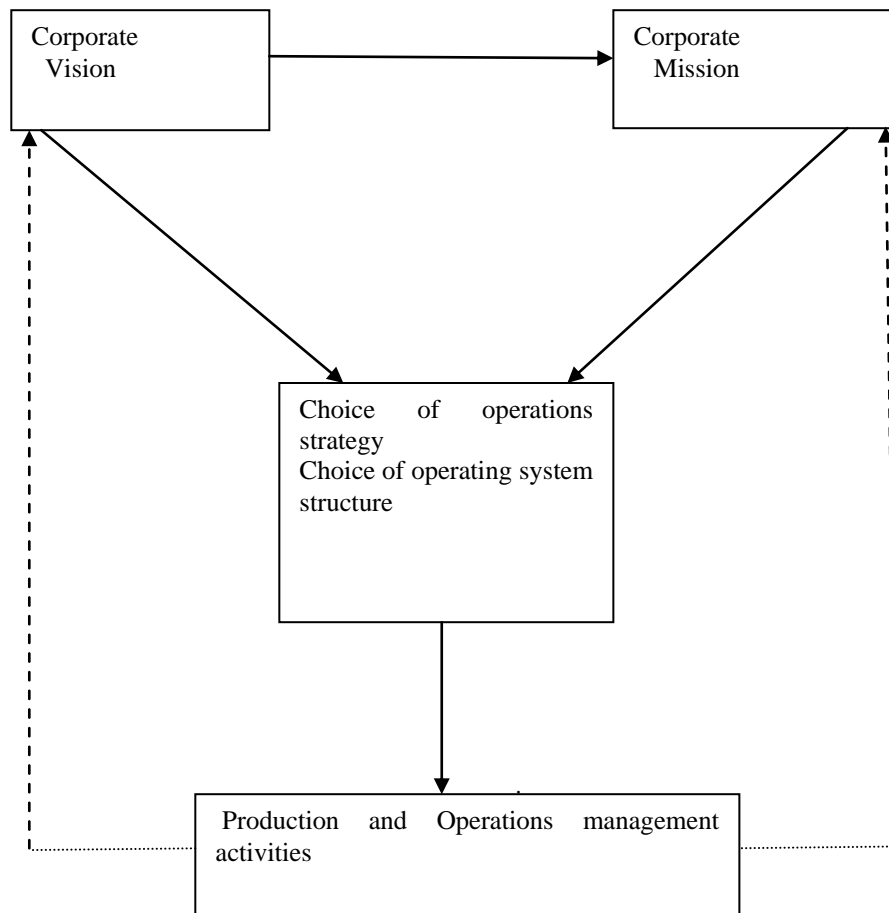 Corporate
Vision
Corporate
Mission
Choice of operations
strategy
Choice of operating system
structure
Production and Operations management
activities